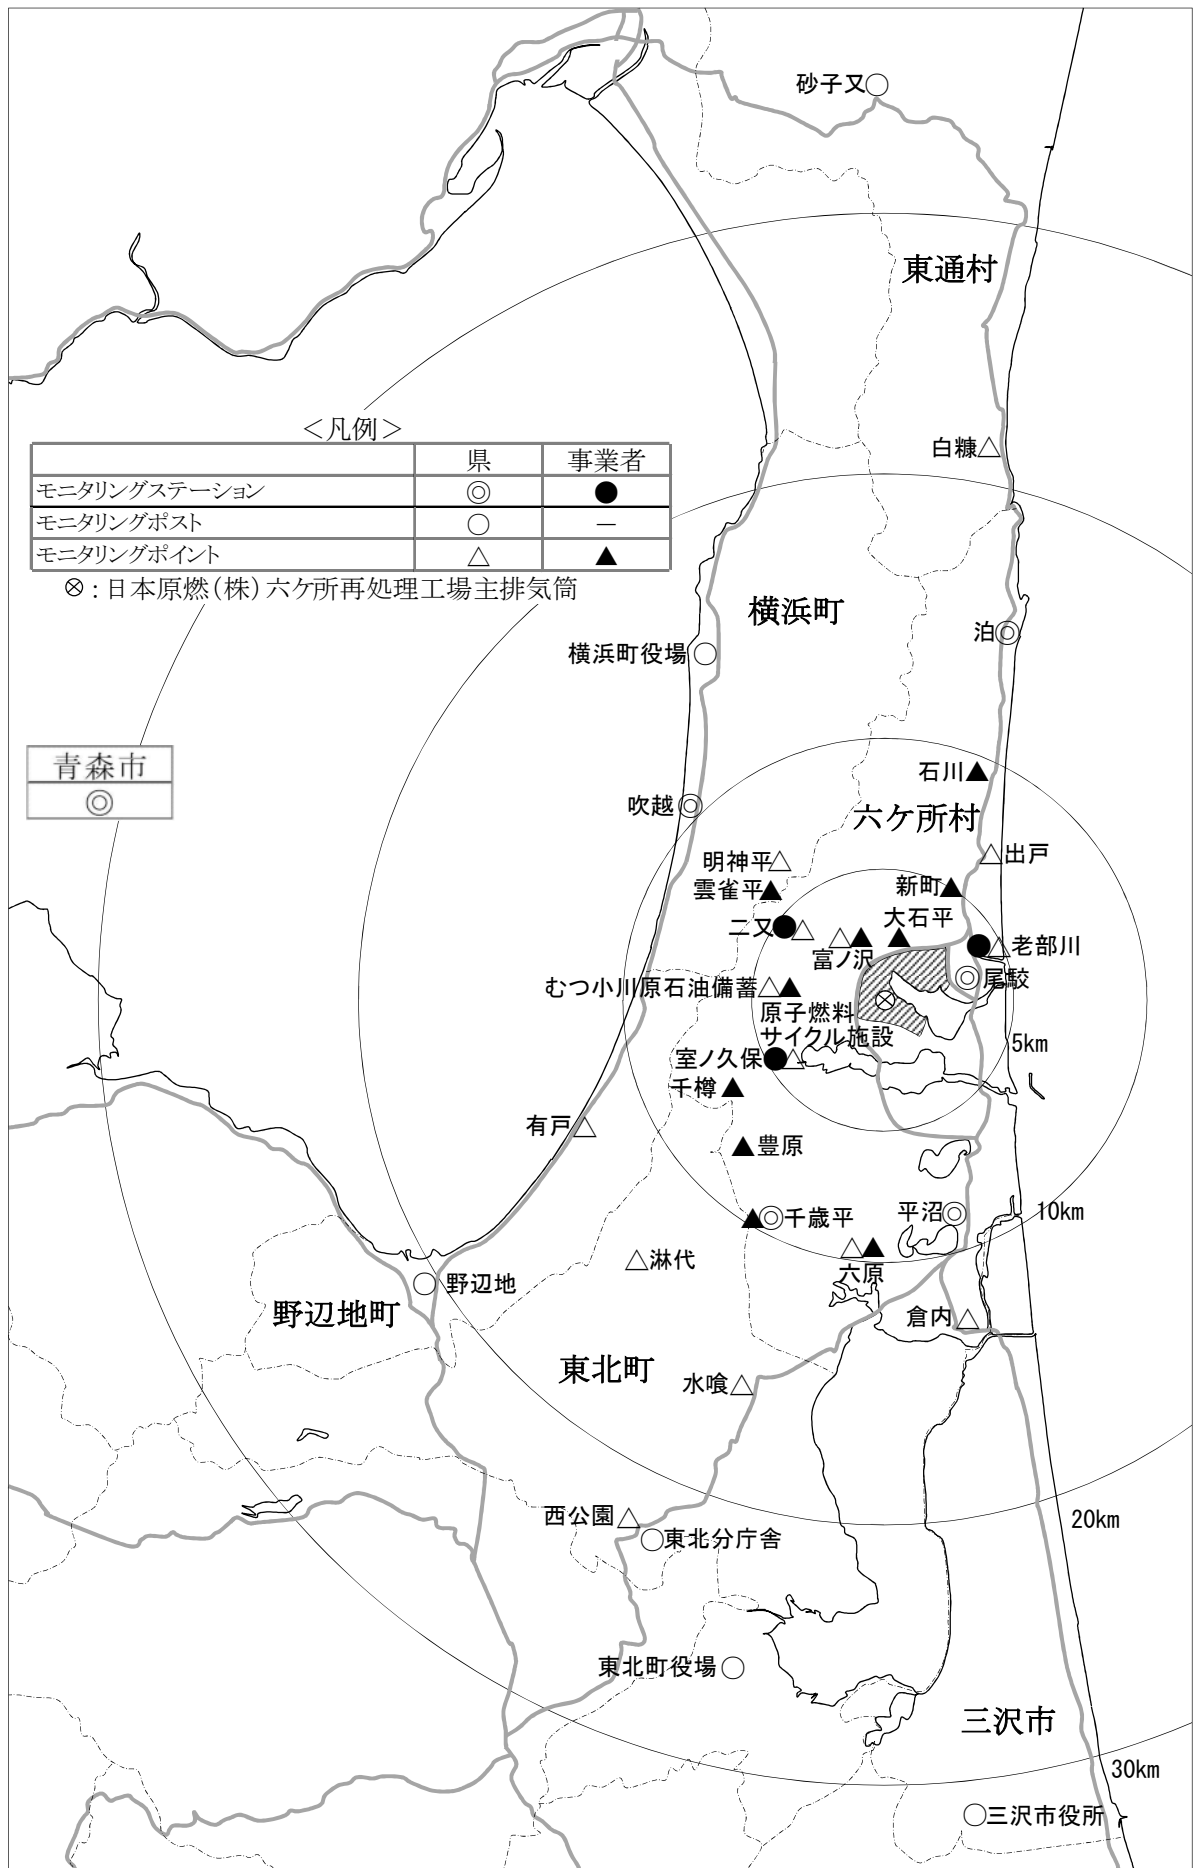 砂子又○
東通村
<凡例>
県 事業者
モニタリングステーション ◎ ●
モニタリングポスト ○ −
モニタリングポイント △ ▲
⊗:日本原燃(株)六ケ所再処理工場主排気筒
白糠△
横浜町
泊◎
横浜町役場○
青森市
◎
石川▲
吹越◎
六ケ所村
明神平△
△出戸
雲雀平▲
新町▲
大石平
二又●△
富ノ沢
●△老部川
◎尾駮
むつ小川原石油備蓄△▲
原子燃料
サイクル施設
5km
室ノ久保●△
千樽▲
有戸△
▲豊原
▲◎千歳平
平沼◎
10km
△淋代
六原
○野辺地
野辺地町
倉内△
東北町
水喰△
西公園△
○東北分庁舎
20km
東北町役場○
三沢市
30km
○三沢市役所